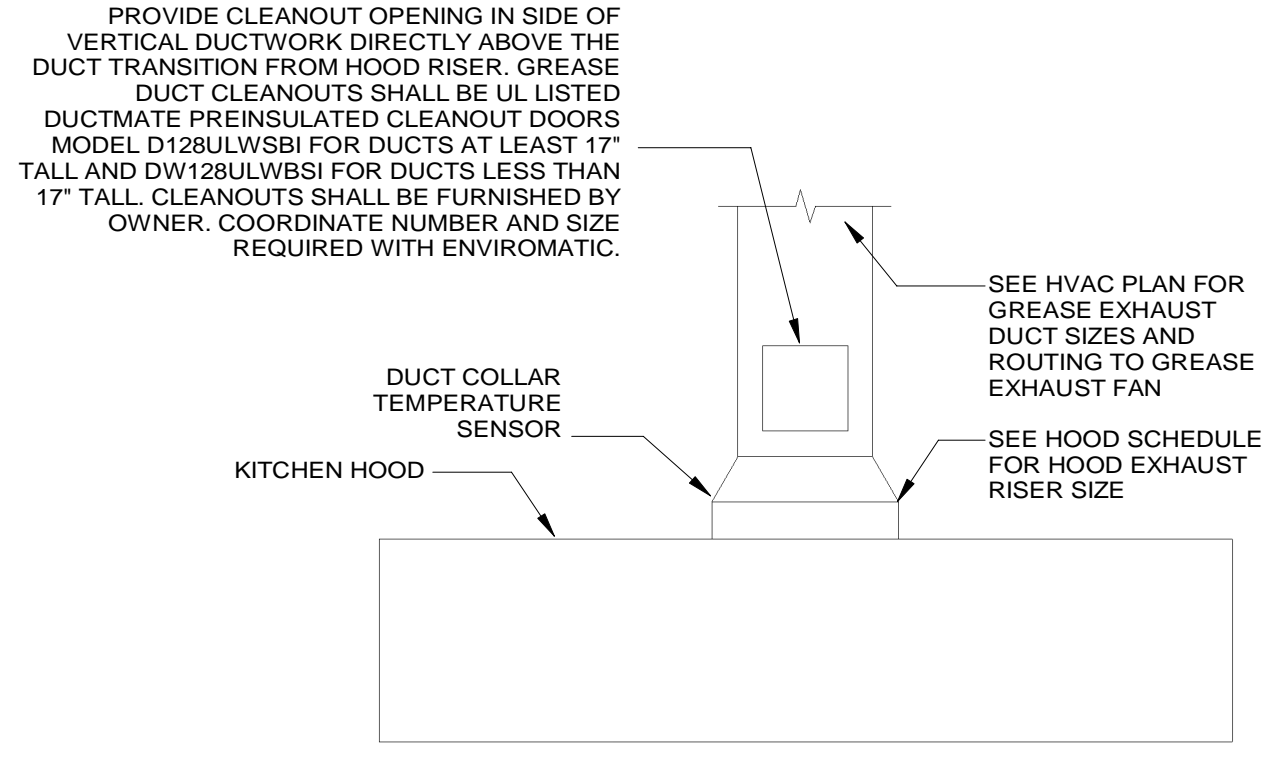 PROVIDE CLEANOUT OPENING IN SIDE OF
VERTICAL DUCTWORK DIRECTLY ABOVE THE
DUCT TRANSITION FROM HOOD RISER. GREASE
DUCT CLEANOUTS SHALL BE UL LISTED
DUCTMATE PREINSULATED CLEANOUT DOORS
MODEL D128ULWSBI FOR DUCTS AT LEAST 17"
TALL AND DW128ULWBSI FOR DUCTS LESS THAN
17" TALL. CLEANOUTS SHALL BE FURNISHED BY
OWNER. COORDINATE NUMBER AND SIZE
REQUIRED WITH ENVIROMATIC.
SEE HVAC PLAN FOR
GREASE EXHAUST
DUCT SIZES AND
ROUTING TO GREASE
EXHAUST FAN
DUCT COLLAR
TEMPERATURE
SENSOR
SEE HOOD SCHEDULE
FOR HOOD EXHAUST
RISER SIZE
KITCHEN HOOD